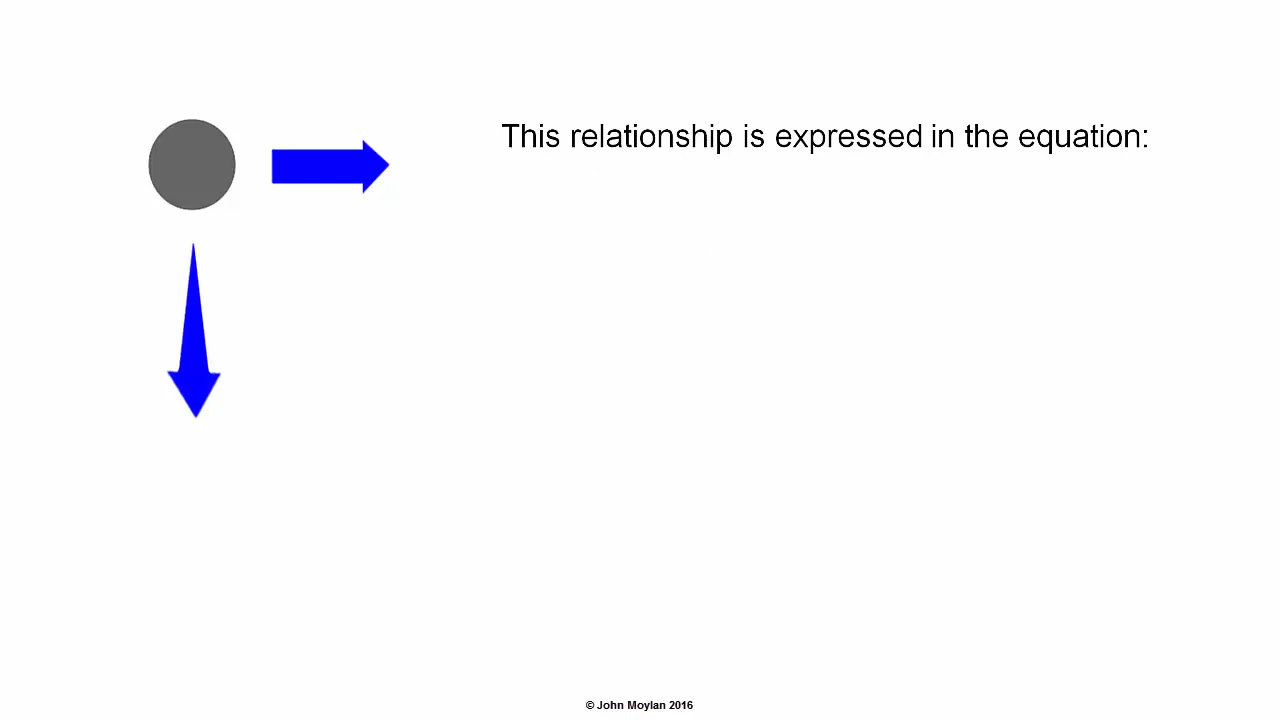 This relationship is expressed in the equation:
© John Moylan 2016